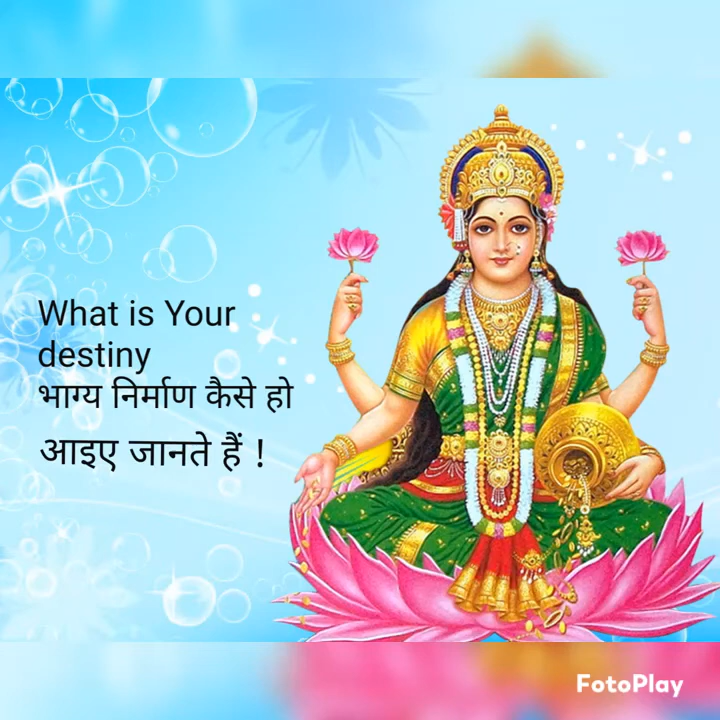 What is Your
destiny
भाग्य निर्माण कैसे हो
आइए जानते हैं !
FotoPlay